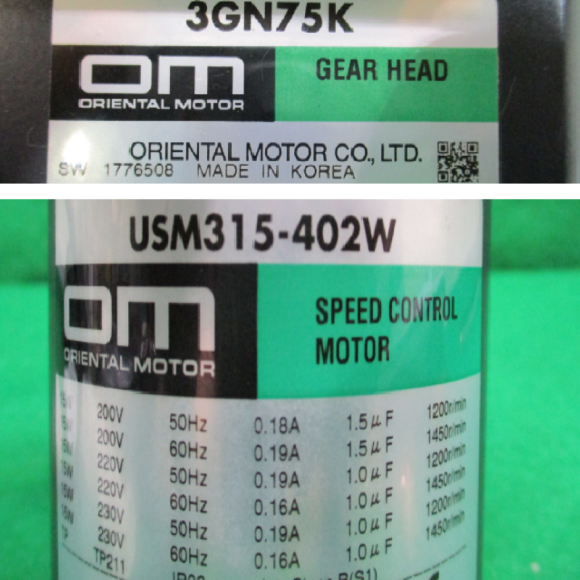 3GN75K
OM
ORIENTAL MOTOR
GEAR HEAD
ORIENTAL MOTOR CO., LTD.
SW 1776508 MADE IN KOREA
USM315-402W
OM
ORIENTAL MOTOR
SPEED CONTROL
MOTOR
200V 50Hz 0.18A 1.5μF 1200r/min
200V 60Hz 0.19A 1.5μF 1450r/min
220V 50Hz 0.19A 1.0μF 1200r/min
220V 60Hz 0.16A 1.0μF 1450r/min
230V 50Hz 0.19A 1.0μF 1200r/min
230V 60Hz 0.16A 1.0μF 1450r/min
TP TP211